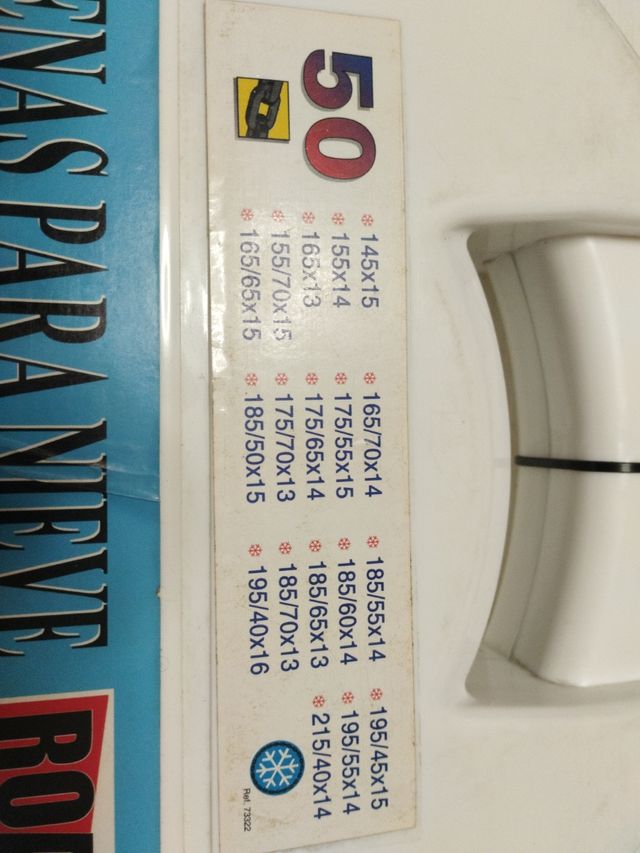 50
145x15
155x14
165x13
155/70x15
165/65x15
165/70x14
175/55x15
175/65x14
175/70x13
185/50x15
185/55x14
185/60x14
185/65x13
185/70x13
195/40x16
195/45x15
195/55x14
215/40x14
Ref. 73322
PARA NIEVE